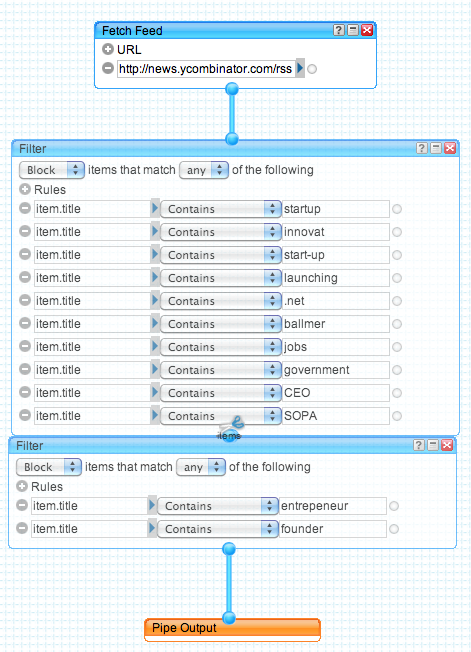 Fetch Feed
URL
http://news.ycombinator.com/rss
Filter
Block items that match any of the following
Rules
item.title Contains startup
item.title Contains innovat
item.title Contains start-up
item.title Contains launching
item.title Contains .net
item.title Contains ballmer
item.title Contains jobs
item.title Contains government
item.title Contains CEO
item.title Contains SOPA
items
Filter
Block items that match any of the following
Rules
item.title Contains entrepeneur
item.title Contains founder
Pipe Output